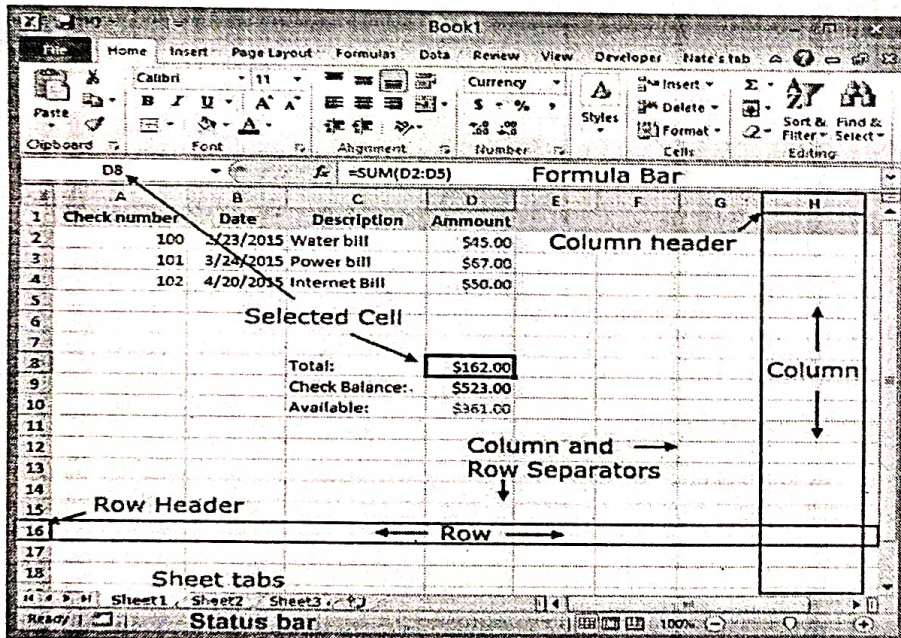 Book1
File Home Insert Page Layout Formulas Data Review View Developer Nate's tab
Calibri 11 Currency Insert Σ
Paste B I U A A $ % , Styles Delete Sort & Filter Find & Select
Format
Clipboard Font Alignment Number Cells Editing
D8 fx =SUM(D2:D5) Formula Bar
A B C D E F G H
1 Check number Date Description Ammount
2 100 2/23/2015 Water bill $45.00 Column header
3 101 3/24/2015 Power bill $67.00
4 102 4/20/2015 Internet Bill $50.00
5
6 Selected Cell
7
8 Total: $162.00 Column
9 Check Balance: $523.00
10 Available: $361.00
11
12 Column and
13 Row Separators
14
15 Row Header
16 Row
17
18 Sheet tabs
Sheet1 Sheet2 Sheet3
Ready Status bar 100%